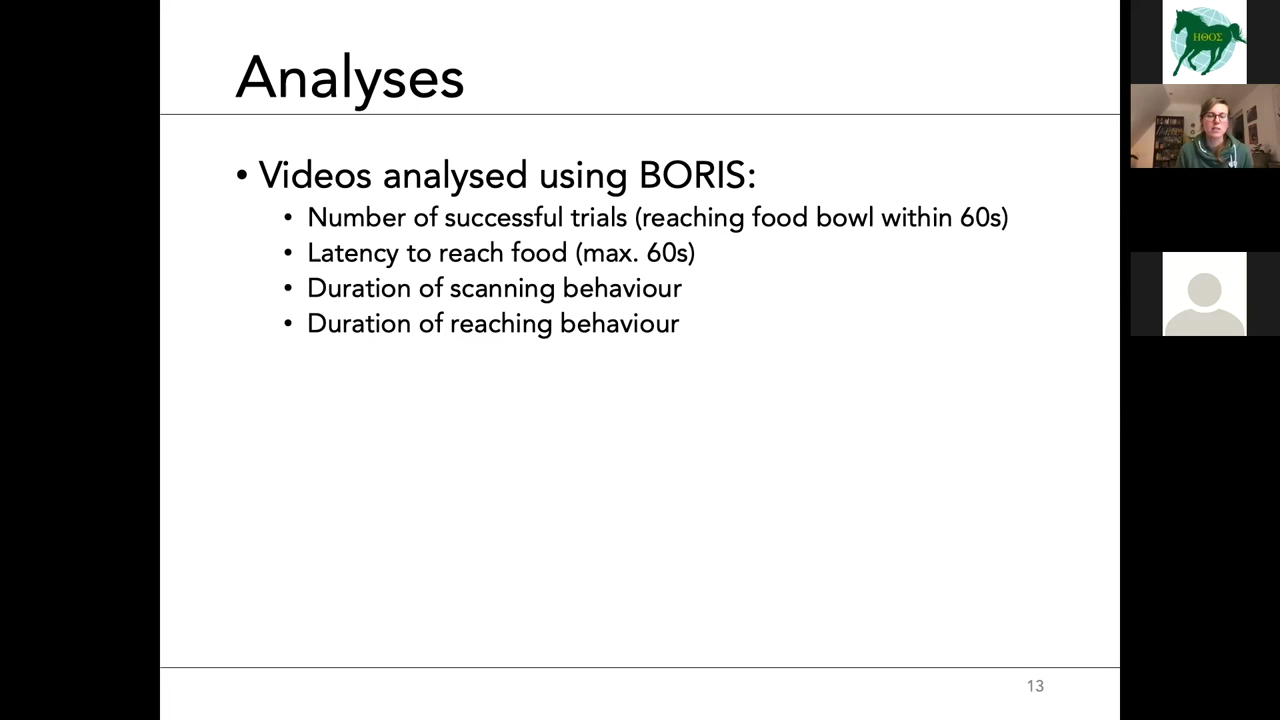 Analyses
• Videos analysed using BORIS:
• Number of successful trials (reaching food bowl within 60s)
• Latency to reach food (max. 60s)
• Duration of scanning behaviour
• Duration of reaching behaviour
13
ΗΘΟΣ